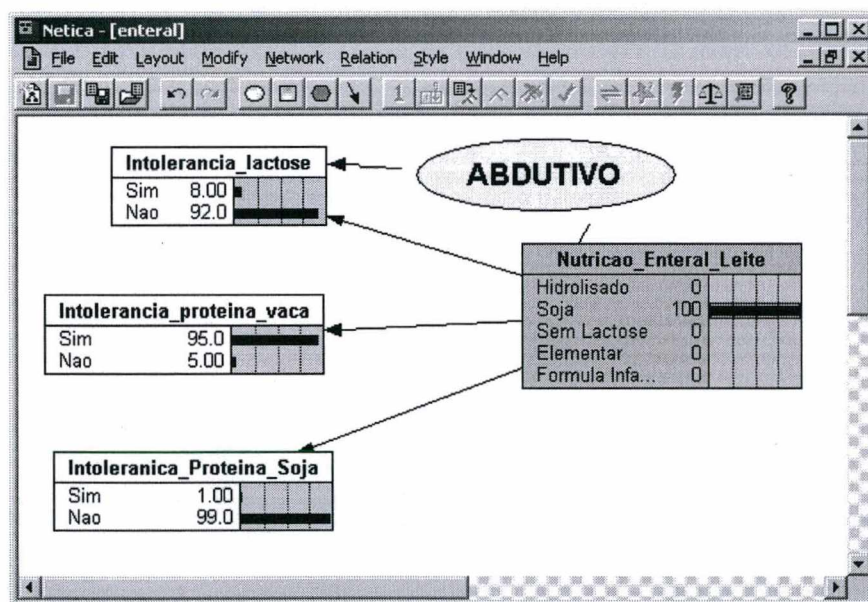 Netica - [enteral]
File Edit Layout Modify Network Relation Style Window Help
1
?
Intolerancia_lactose
Sim 8.00
Nao 92.0
ABDUTIVO
Nutricao_Enteral_Leite
Hidrolisado 0
Soja 100
Sem Lactose 0
Elementar 0
Formula Infa... 0
Intolerancia_proteina_vaca
Sim 95.0
Nao 5.00
Intoleranica_Proteina_Soja
Sim 1.00
Nao 99.0